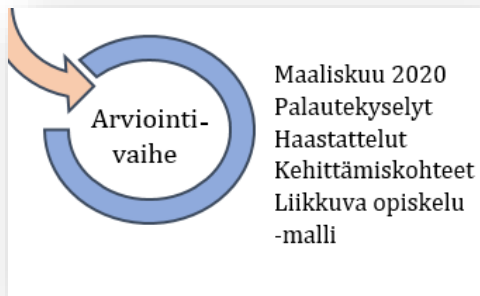 Arviointi-
vaihe
Maaliskuu 2020
Palautekyselyt
Haastattelut
Kehittämiskohteet
Liikkuva opiskelu
-malli